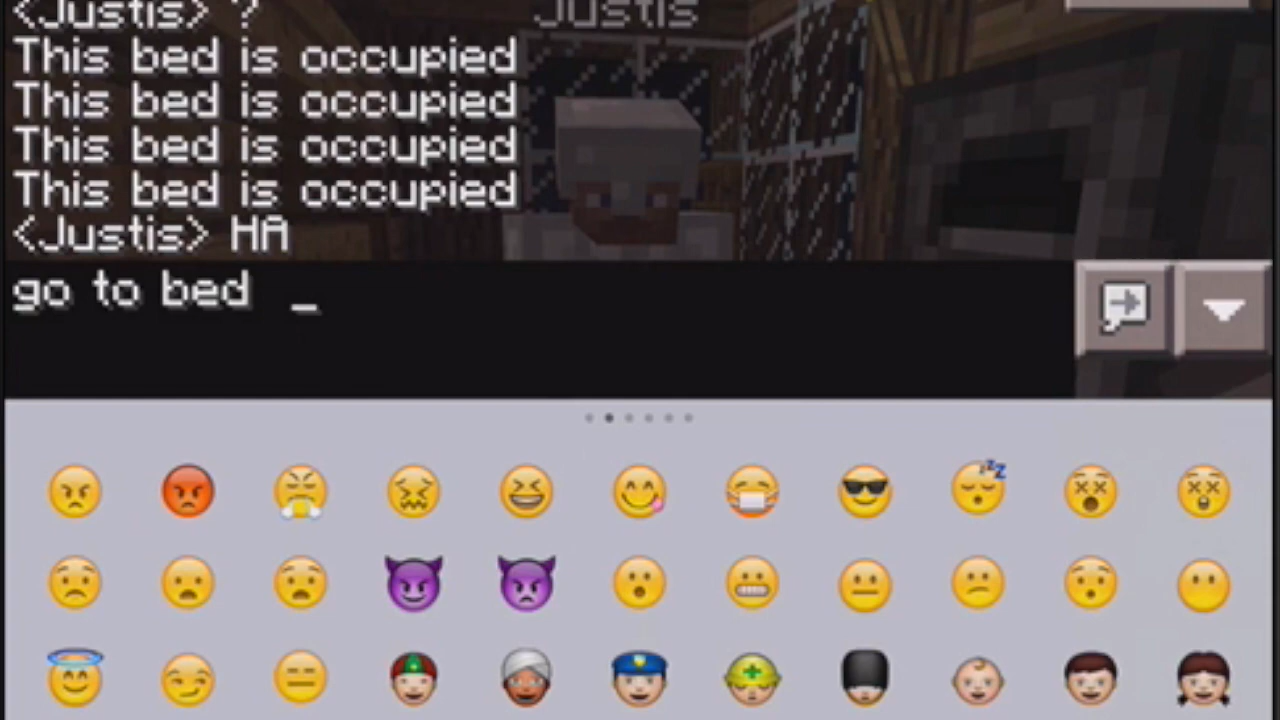 <Justis> ?
Justis
This bed is occupied
This bed is occupied
This bed is occupied
This bed is occupied
<Justis> HA
go to bed _